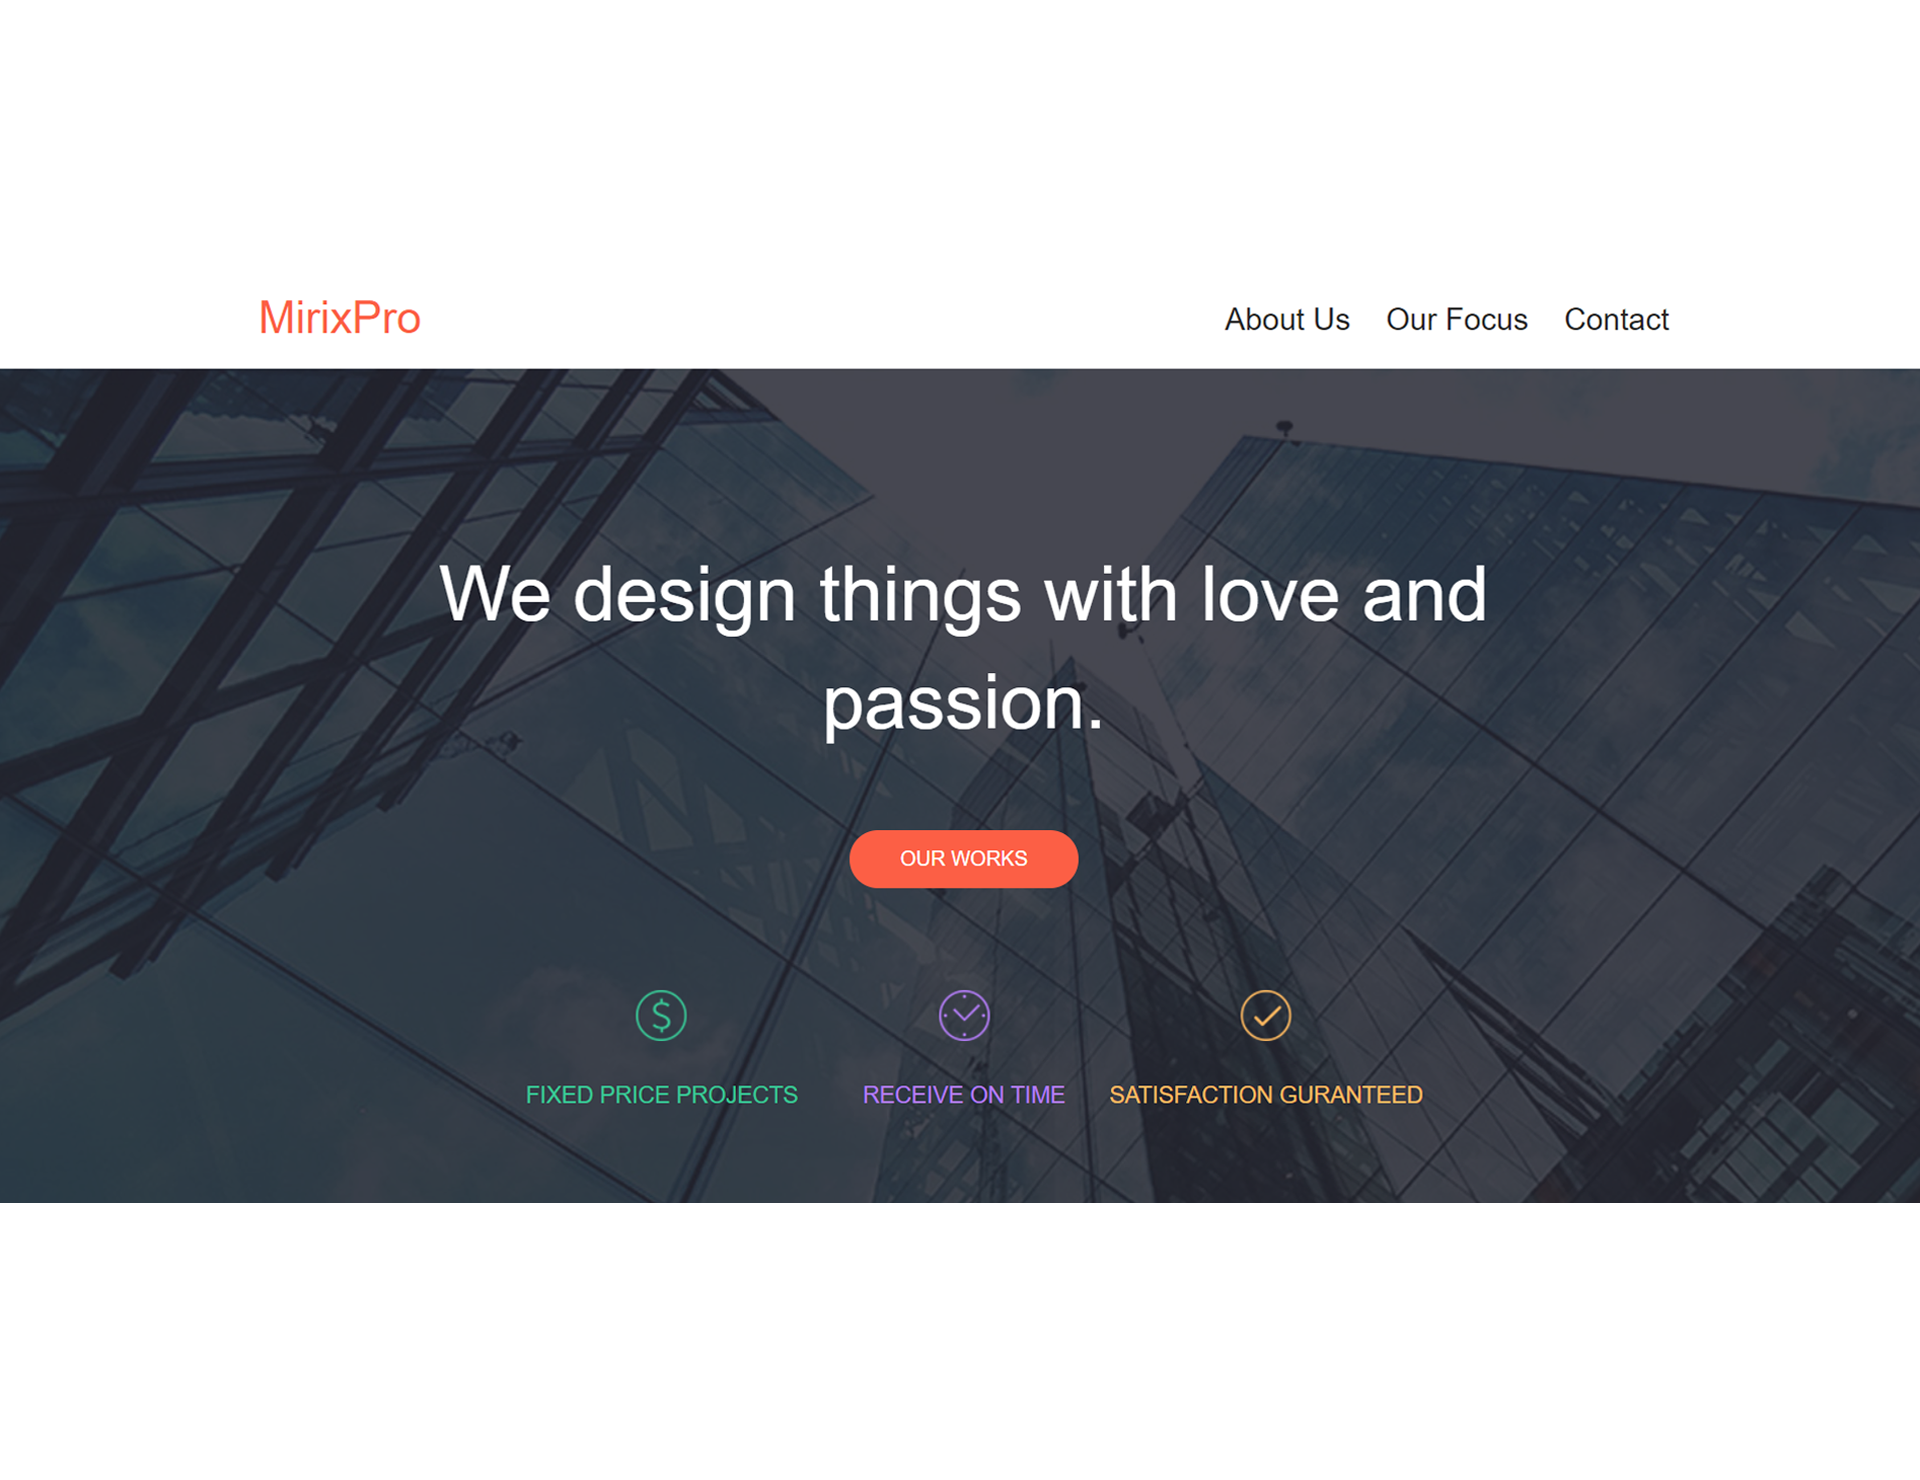 MirixPro
About Us
Our Focus
Contact
We design things with love and
passion.
OUR WORKS
FIXED PRICE PROJECTS
RECEIVE ON TIME
SATISFACTION GURANTEED